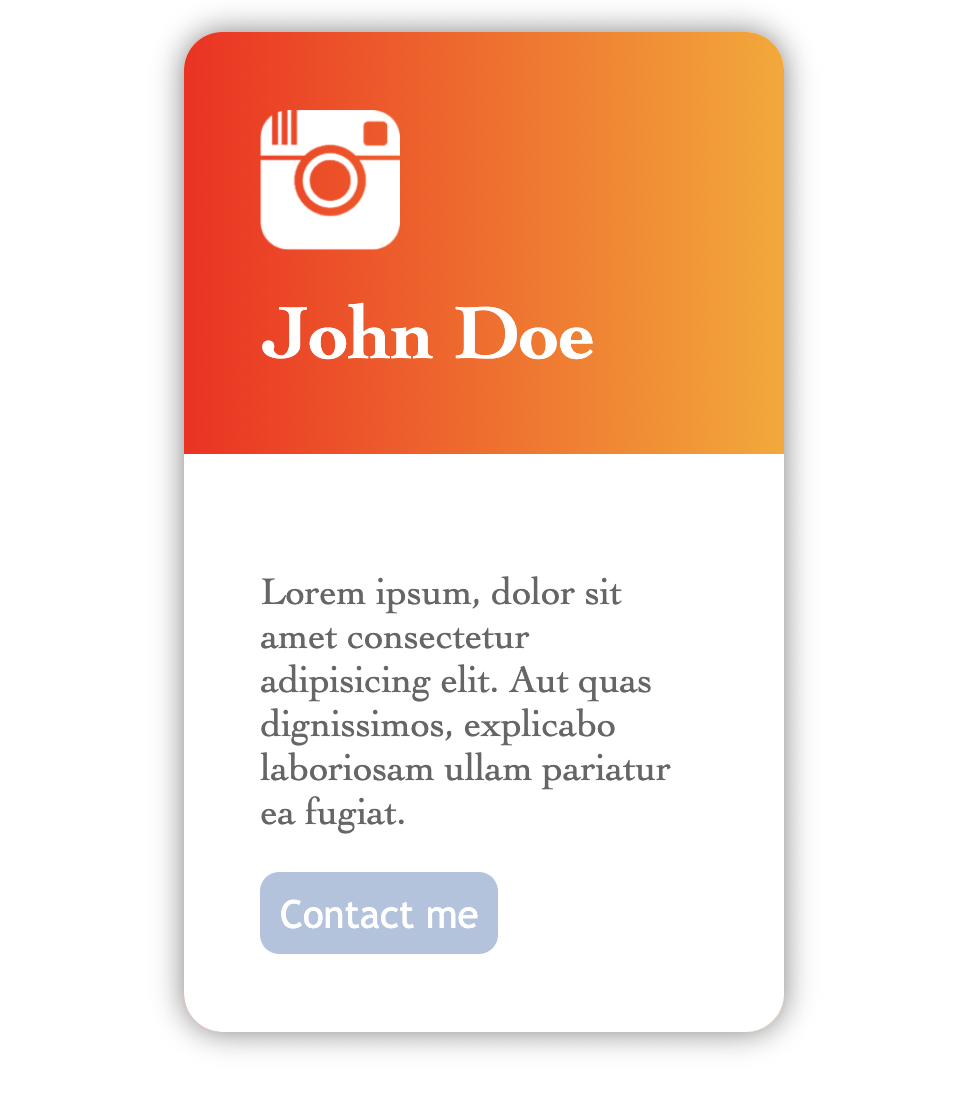 John Doe
Lorem ipsum, dolor sit
amet consectetur
adipisicing elit. Aut quas
dignissimos, explicabo
laboriosam ullam pariatur
ea fugiat.
Contact me